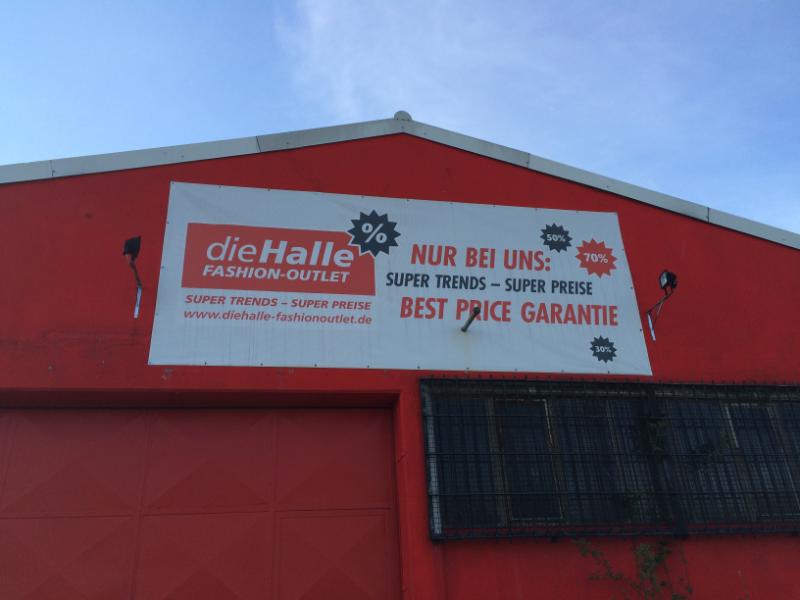 dieHalle %
FASHION-OUTLET
SUPER TRENDS – SUPER PREISE
www.diehalle-fashionoutlet.de
NUR BEI UNS:
SUPER TRENDS – SUPER PREISE
BEST PRICE GARANTIE
50%
70%
30%